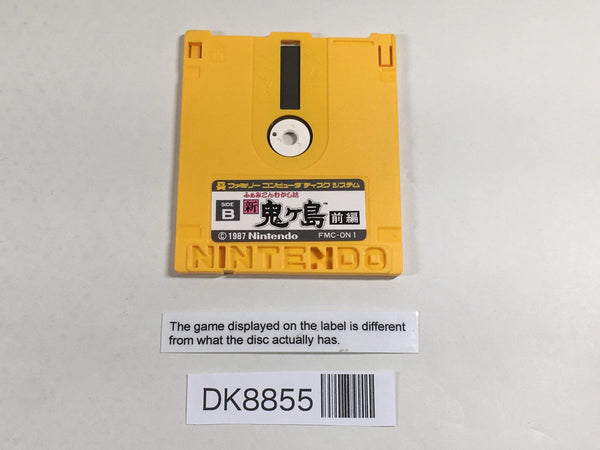 ファミリー コンピュータ ディスク システム
ふぁみこんむかし話
SIDE B 新 鬼ヶ島 前編
©1987 Nintendo FMC-ON1
NINTENDO
The game displayed on the label is different
from what the disc actually has.
DK8855